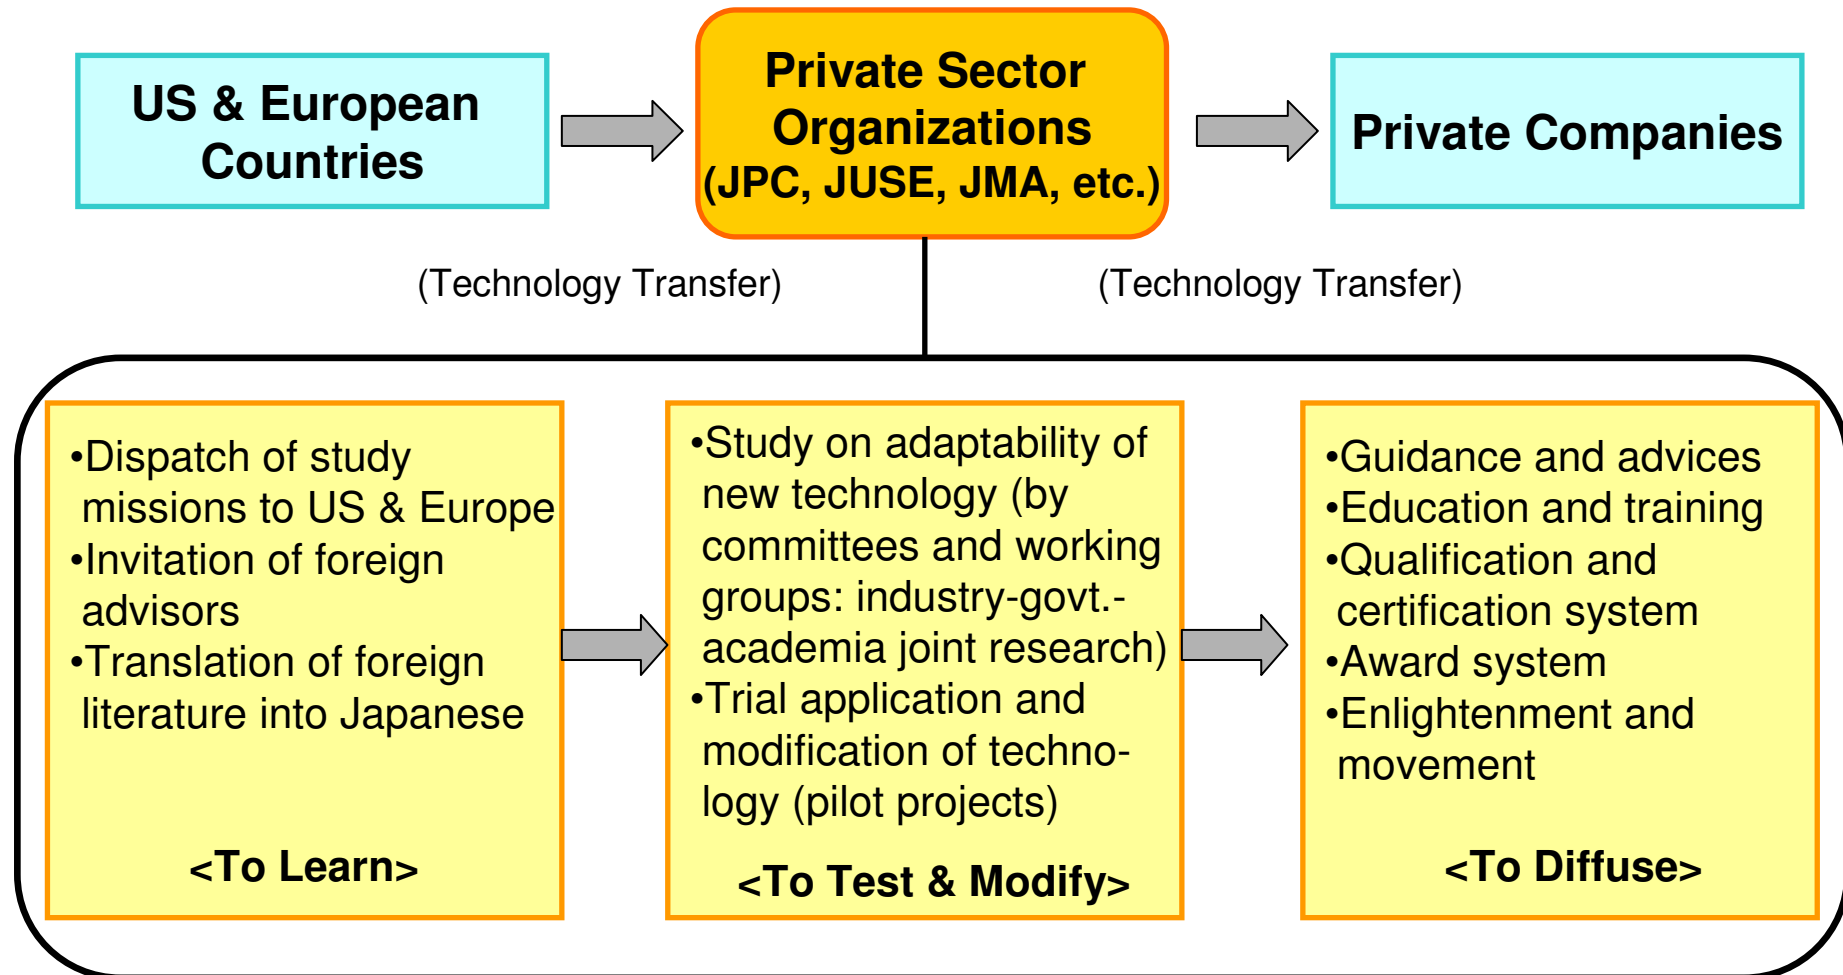 US & European
Countries
Private Sector
Organizations
(JPC, JUSE, JMA, etc.)
Private Companies
(Technology Transfer)
(Technology Transfer)
•Dispatch of study
missions to US & Europe
•Invitation of foreign
advisors
•Translation of foreign
literature into Japanese
<To Learn>
•Study on adaptability of
new technology (by
committees and working
groups: industry-govt.-
academia joint research)
•Trial application and
modification of techno-
logy (pilot projects)
<To Test & Modify>
•Guidance and advices
•Education and training
•Qualification and
certification system
•Award system
•Enlightenment and
movement
<To Diffuse>